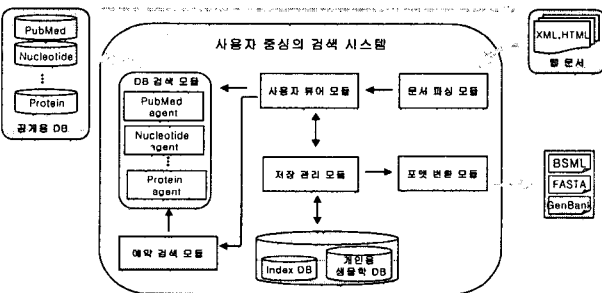 PubMed
Nucleotide
⋮
Protein
공개용 DB
사용자 중심의 검색 시스템
DB 검색 모듈
PubMed
agent
Nucleotide
agent
⋮
Protein
agent
사용자 뷰어 모듈
문서 파싱 모듈
저장 관리 모듈
포맷 변환 모듈
예약 검색 모듈
Index DB
개인용
생물학 DB
XML,HTML
웹 문서
BSML
FASTA
GenBank